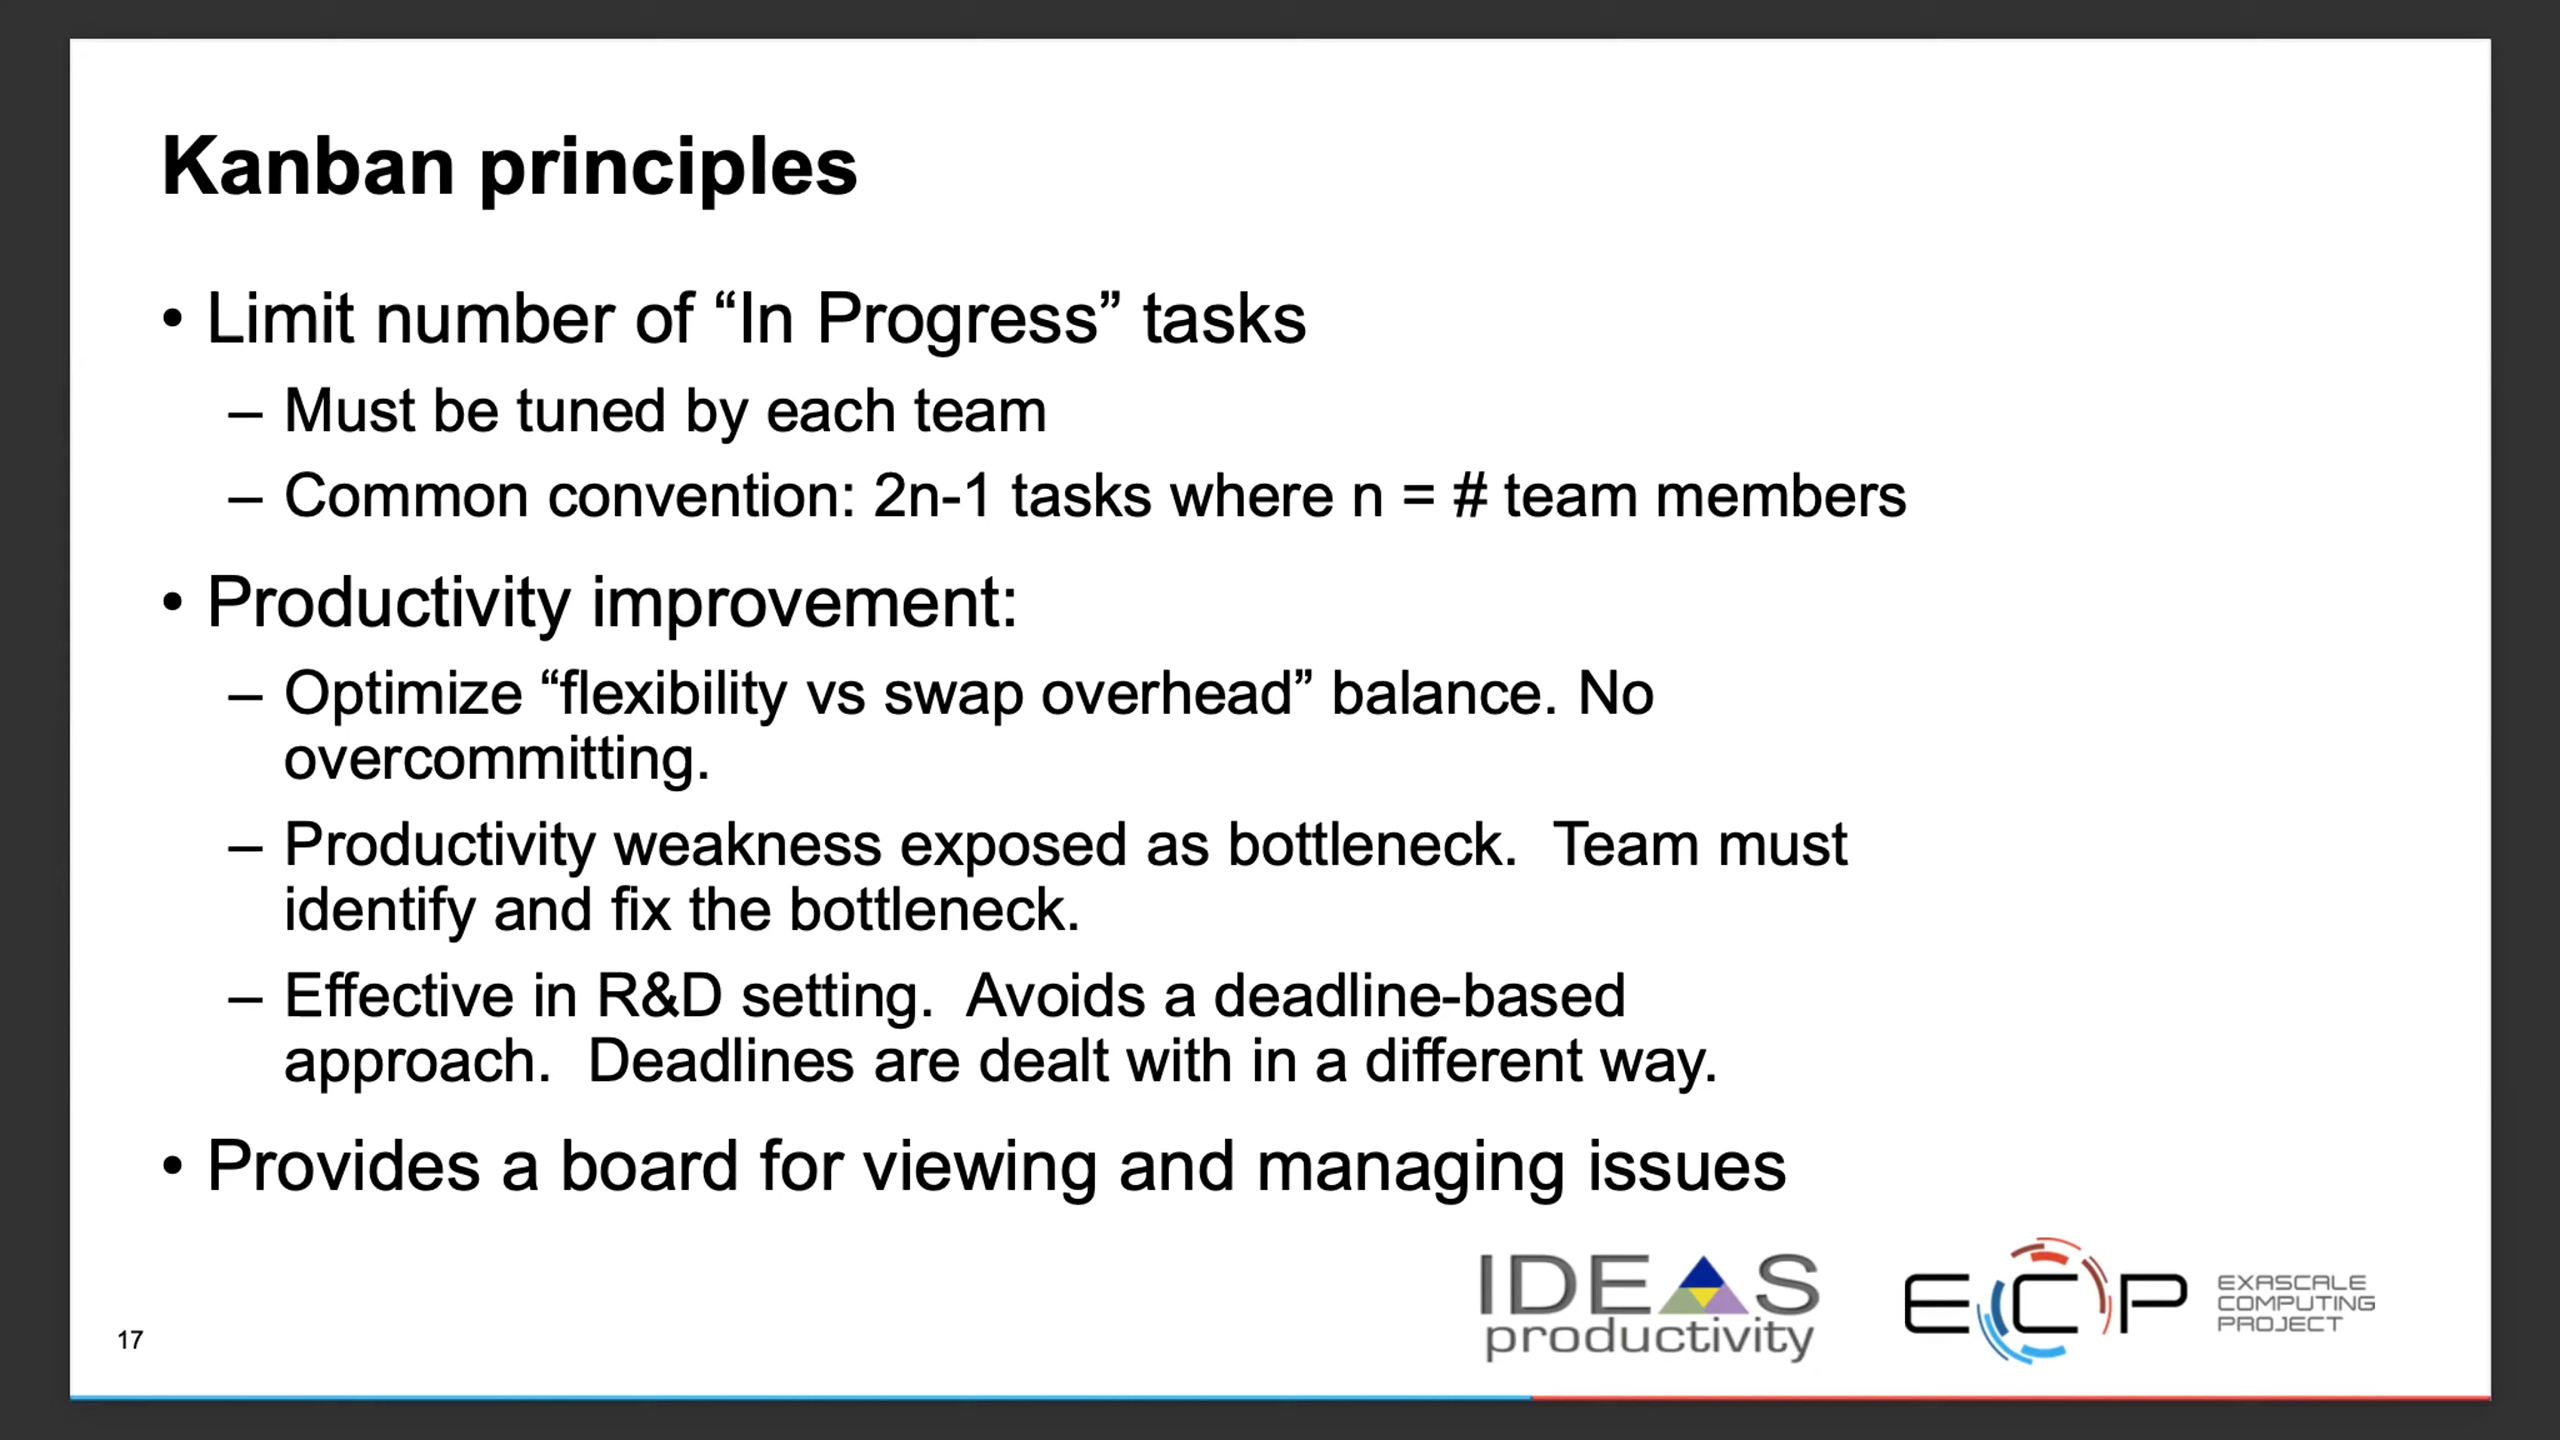 Kanban principles
• Limit number of “In Progress” tasks
– Must be tuned by each team
– Common convention: 2n-1 tasks where n = # team members
• Productivity improvement:
– Optimize “flexibility vs swap overhead” balance. No
overcommitting.
– Productivity weakness exposed as bottleneck.  Team must
identify and fix the bottleneck.
– Effective in R&D setting.  Avoids a deadline-based
approach.  Deadlines are dealt with in a different way.
• Provides a board for viewing and managing issues
17
IDEAS
productivity
ECP
EXASCALE
COMPUTING
PROJECT